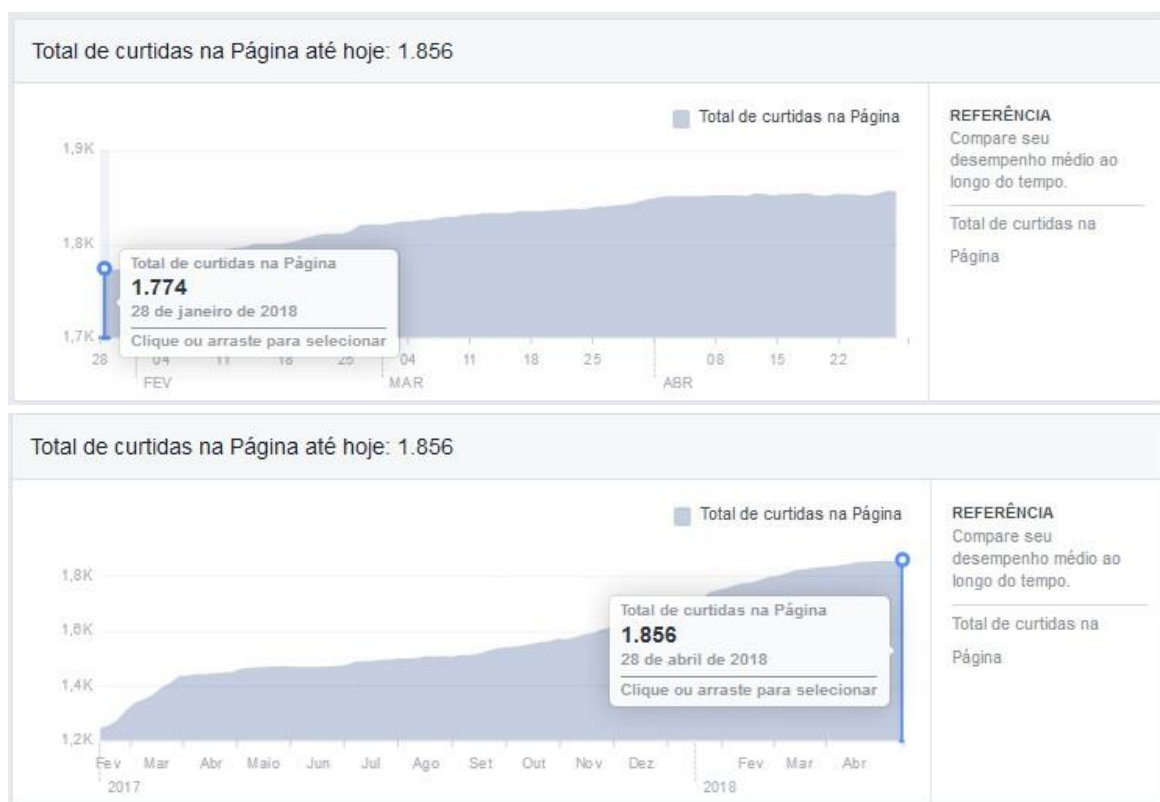 Total de curtidas na Página até hoje: 1.856
Total de curtidas na Página
1,9K
1,8K
1,7K
Total de curtidas na Página
1.774
28 de janeiro de 2018
Clique ou arraste para selecionar
28 04 11 18 25 04 11 18 25 08 15 22
FEV MAR ABR
REFERÊNCIA
Compare seu
desempenho médio ao
longo do tempo.
Total de curtidas na
Página
Total de curtidas na Página até hoje: 1.856
Total de curtidas na Página
1,8K
1,6K
1,4K
1,2K
Total de curtidas na Página
1.856
28 de abril de 2018
Clique ou arraste para selecionar
Fev Mar Abr Maio Jun Jul Ago Set Out Nov Dez Fev Mar Abr
2017 2018
REFERÊNCIA
Compare seu
desempenho médio ao
longo do tempo.
Total de curtidas na
Página